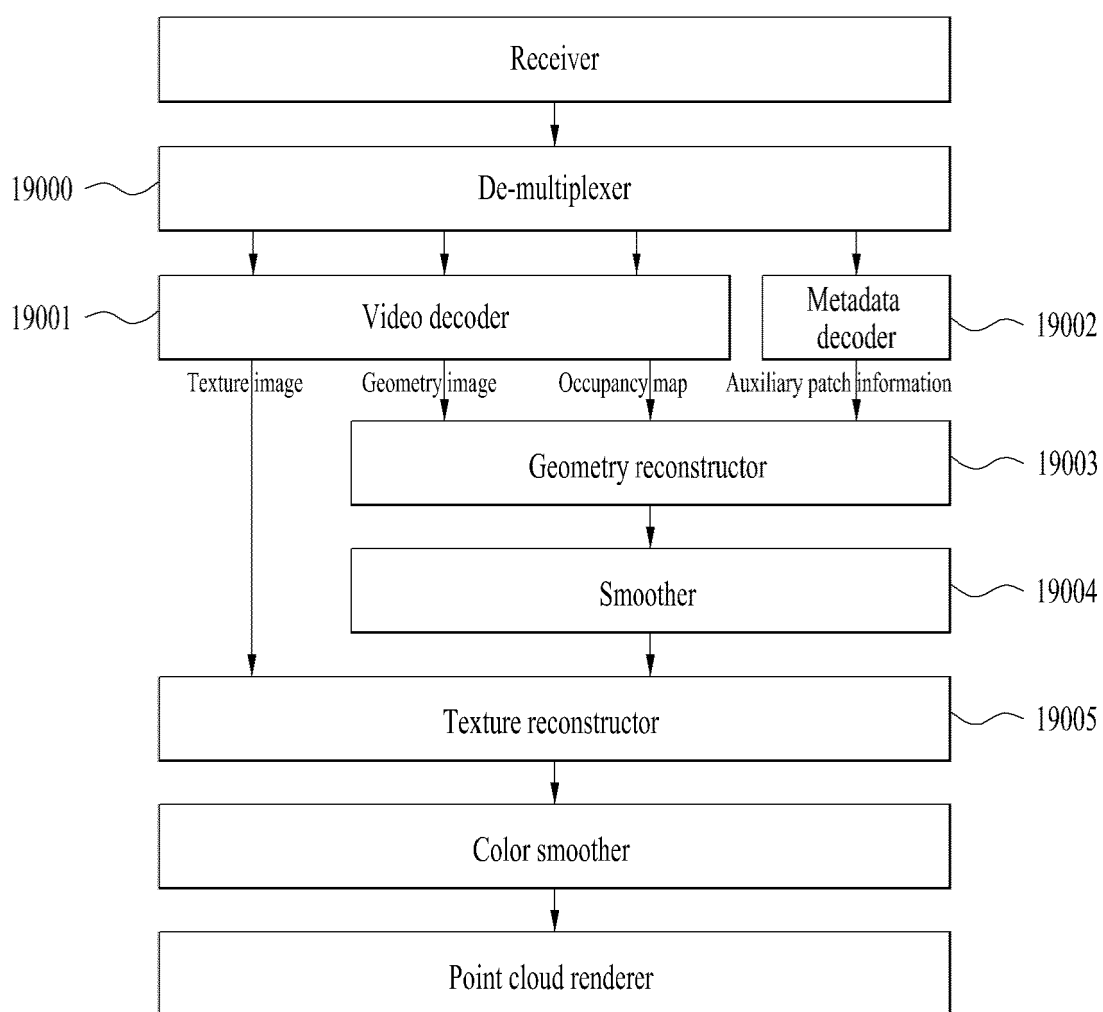 Receiver
19000
De-multiplexer
19001
Video decoder
Metadata
decoder
19002
Texture image
Geometry image
Occupancy map
Auxiliary patch information
Geometry reconstructor
19003
Smoother
19004
Texture reconstructor
19005
Color smoother
Point cloud renderer